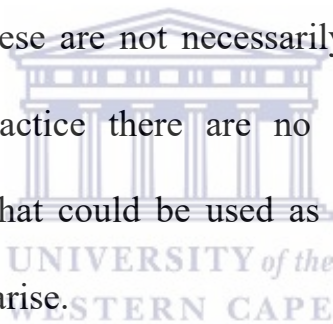 ese are not necessarily
actice there are no
hat could be used as
UNIVERSITY of the
arise.
WESTERN CAPE